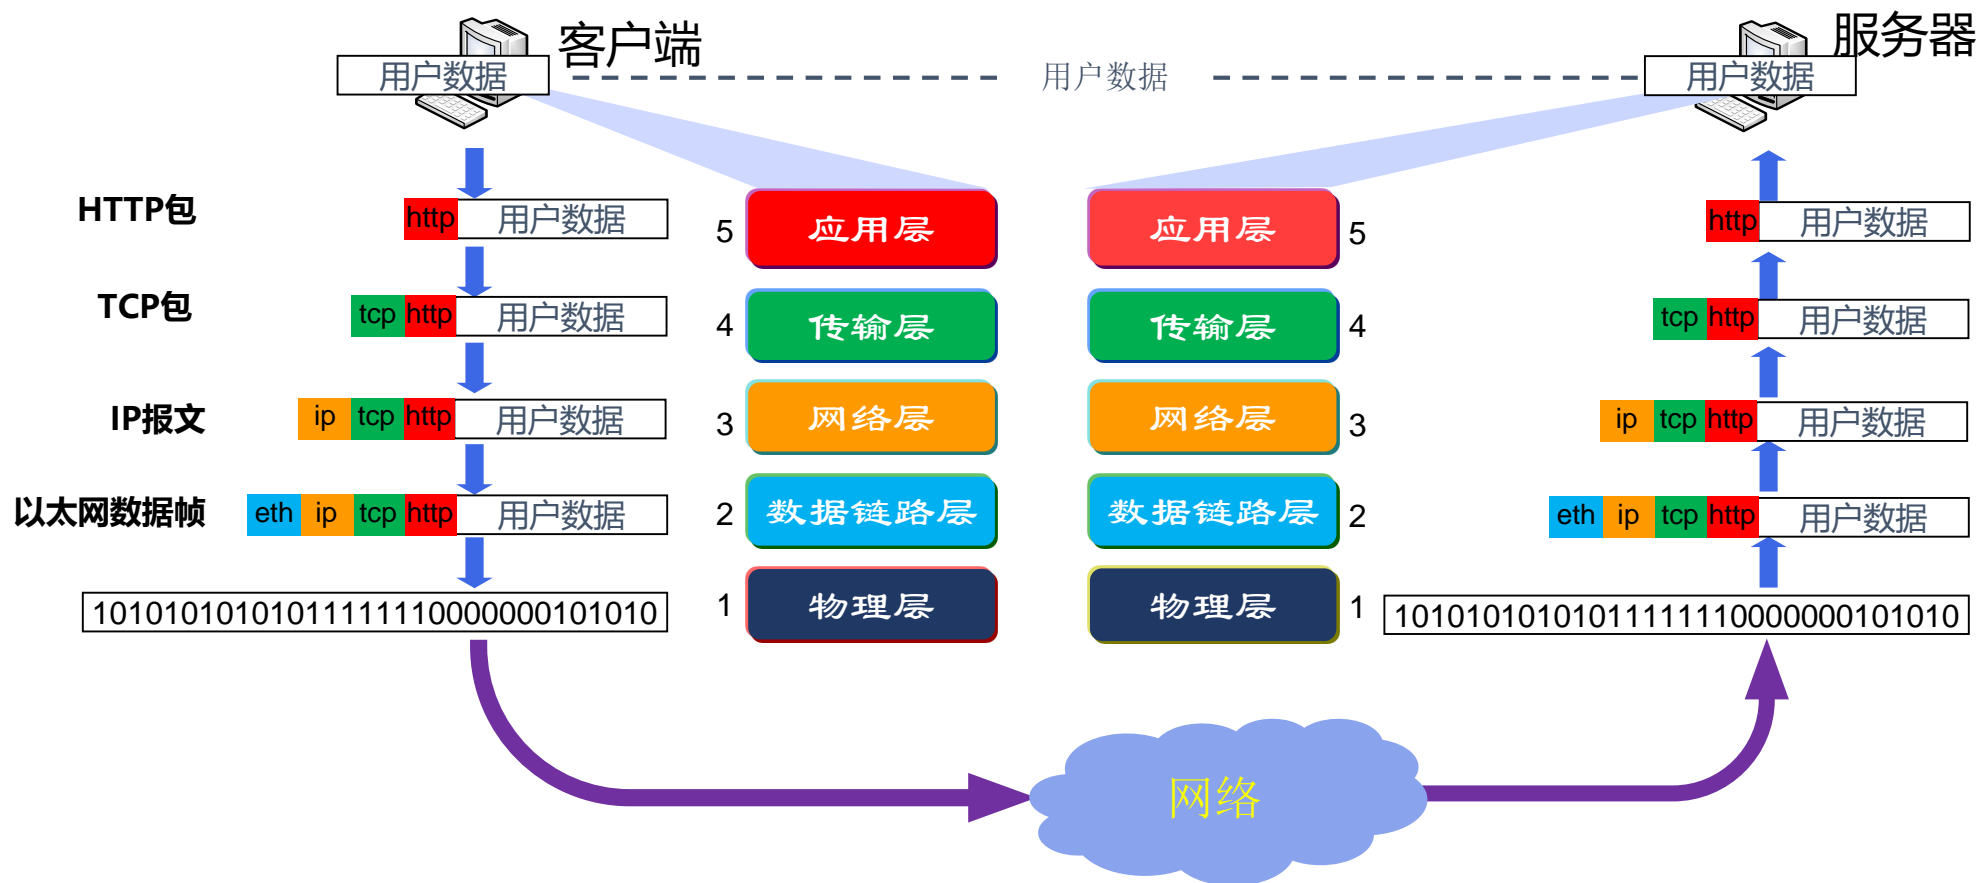 客户端
服务器
用户数据
用户数据
用户数据
HTTP包
http 用户数据
5 应用层
应用层 5
http 用户数据
TCP包
tcp http 用户数据
4 传输层
传输层 4
tcp http 用户数据
IP报文
ip tcp http 用户数据
3 网络层
网络层 3
ip tcp http 用户数据
以太网数据帧
eth ip tcp http 用户数据
2 数据链路层
数据链路层 2
eth ip tcp http 用户数据
10101010101011111110000000101010
1 物理层
物理层 1
10101010101011111110000000101010
网络